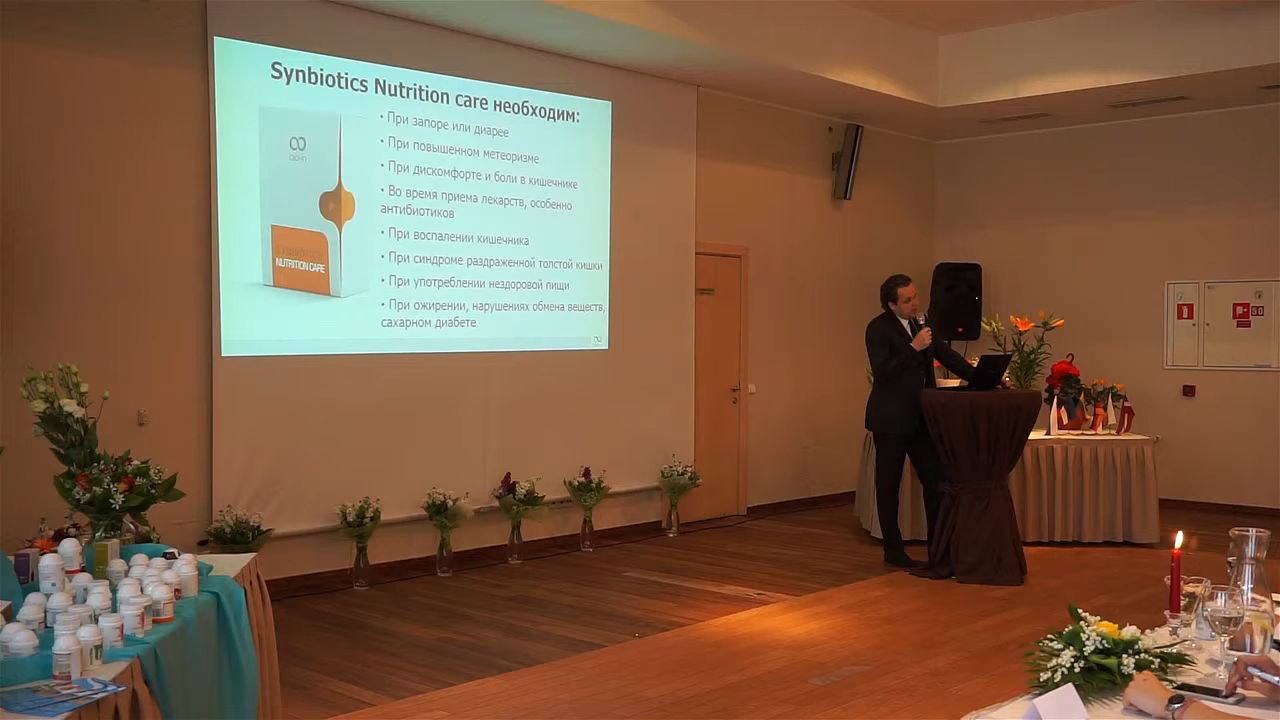 Synbiotics Nutrition care необходим:
• При запоре или диарее
• При повышенном метеоризме
• При дискомфорте и боли в кишечнике
• Во время приема лекарств, особенно
антибиотиков
• При воспалении кишечника
• При синдроме раздраженной толстой кишки
• При употреблении нездоровой пищи
• При ожирении, нарушениях обмена веществ,
сахарном диабете
NUTRITION CARE
50